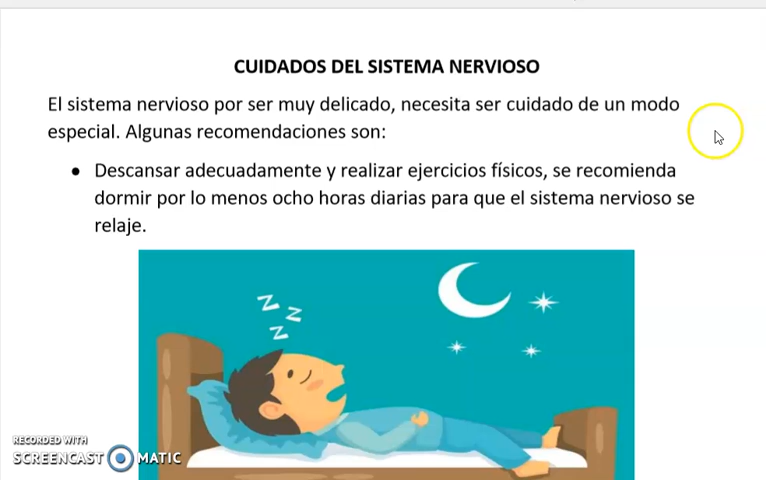 CUIDADOS DEL SISTEMA NERVIOSO
El sistema nervioso por ser muy delicado, necesita ser cuidado de un modo
especial. Algunas recomendaciones son:
• Descansar adecuadamente y realizar ejercicios físicos, se recomienda
dormir por lo menos ocho horas diarias para que el sistema nervioso se
relaje.
Z
Z
Z
RECORDED WITH
SCREENCAST MATIC